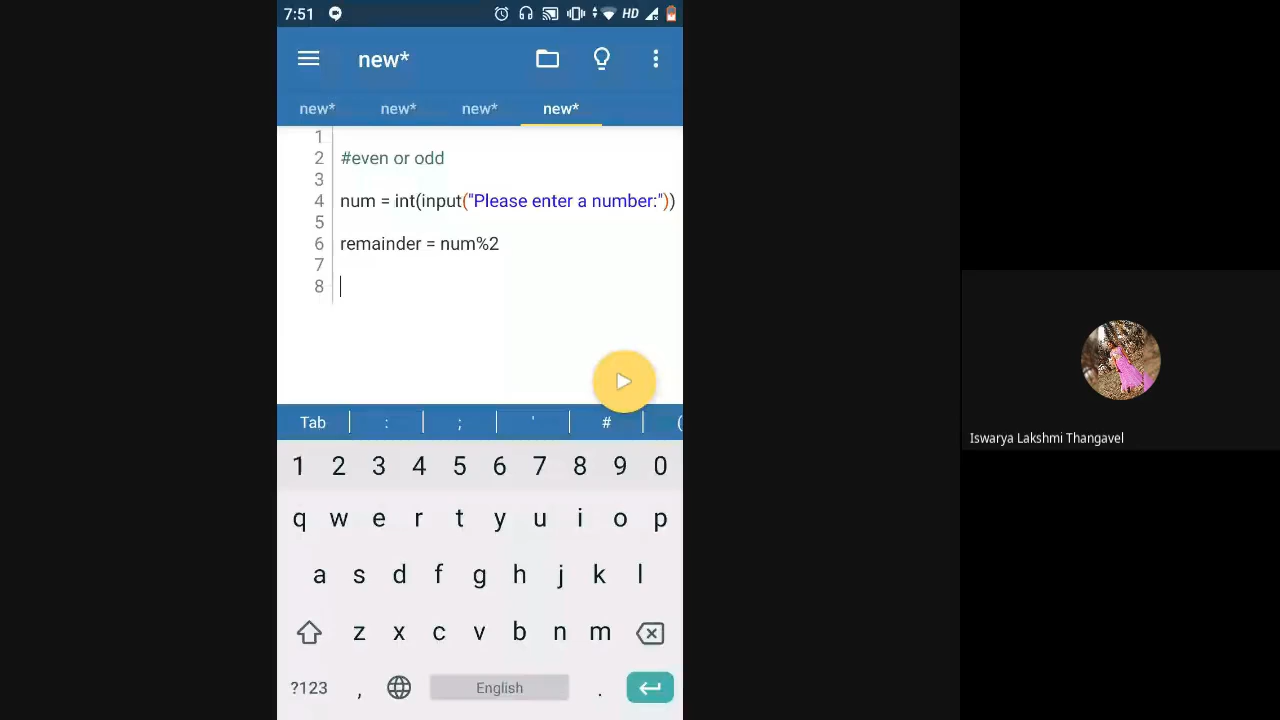 7:51 HD
new*
new* new* new* new*
1
2 #even or odd
3
4 num = int(input("Please enter a number:"))
5
6 remainder = num%2
7
8
Tab : ; ' # (
1 2 3 4 5 6 7 8 9 0
q w e r t y u i o p
a s d f g h j k l
z x c v b n m
?123 , English .
Iswarya Lakshmi Thangavel